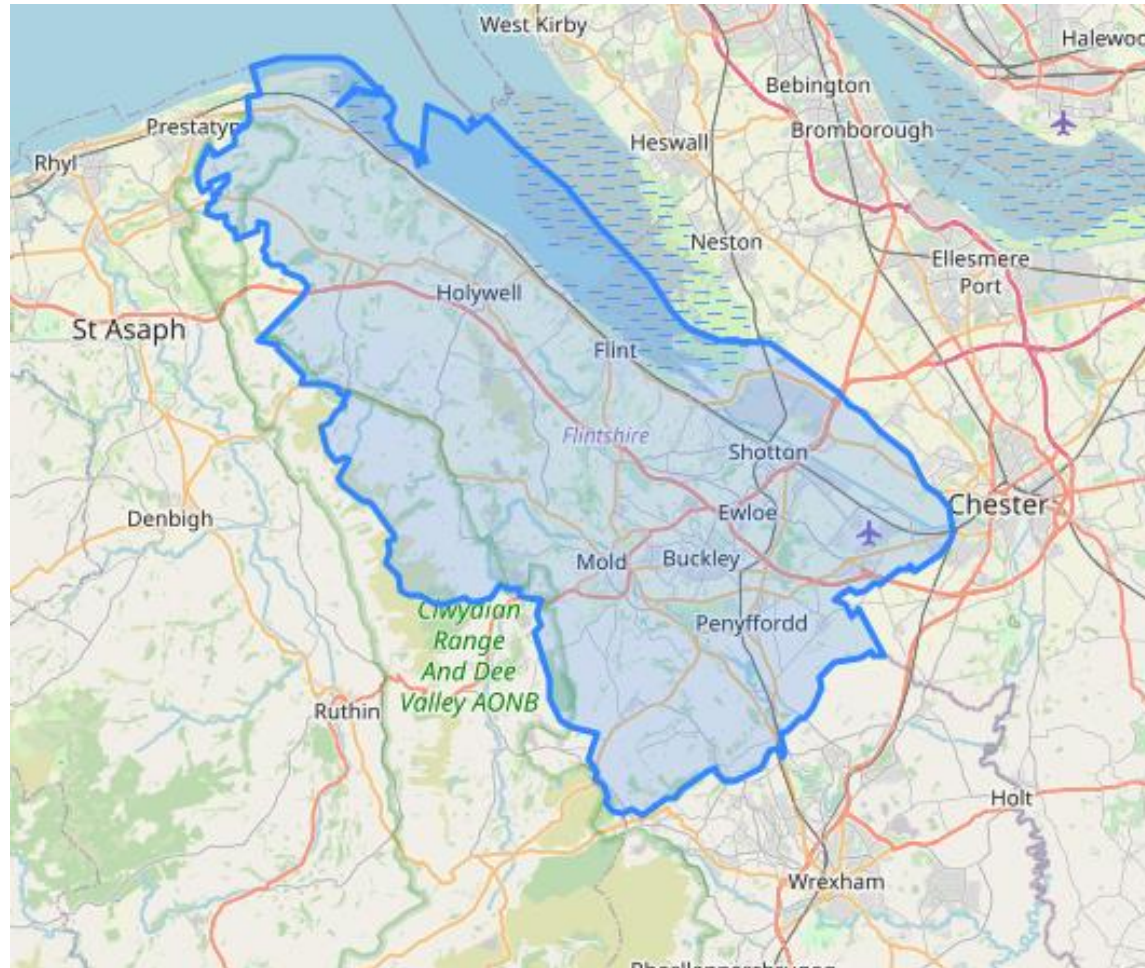 West Kirby
Halewo
Bebington
Prestatyn
Bromborough
Rhyl
Heswall
Neston
Ellesmere
Port
Holywell
St Asaph
Flint
Flintshire
Shotton
Chester
Denbigh
Ewloe
Mold
Buckley
Clwydian
Range
And Dee
Valley AONB
Penyffordd
Ruthin
Holt
Wrexham